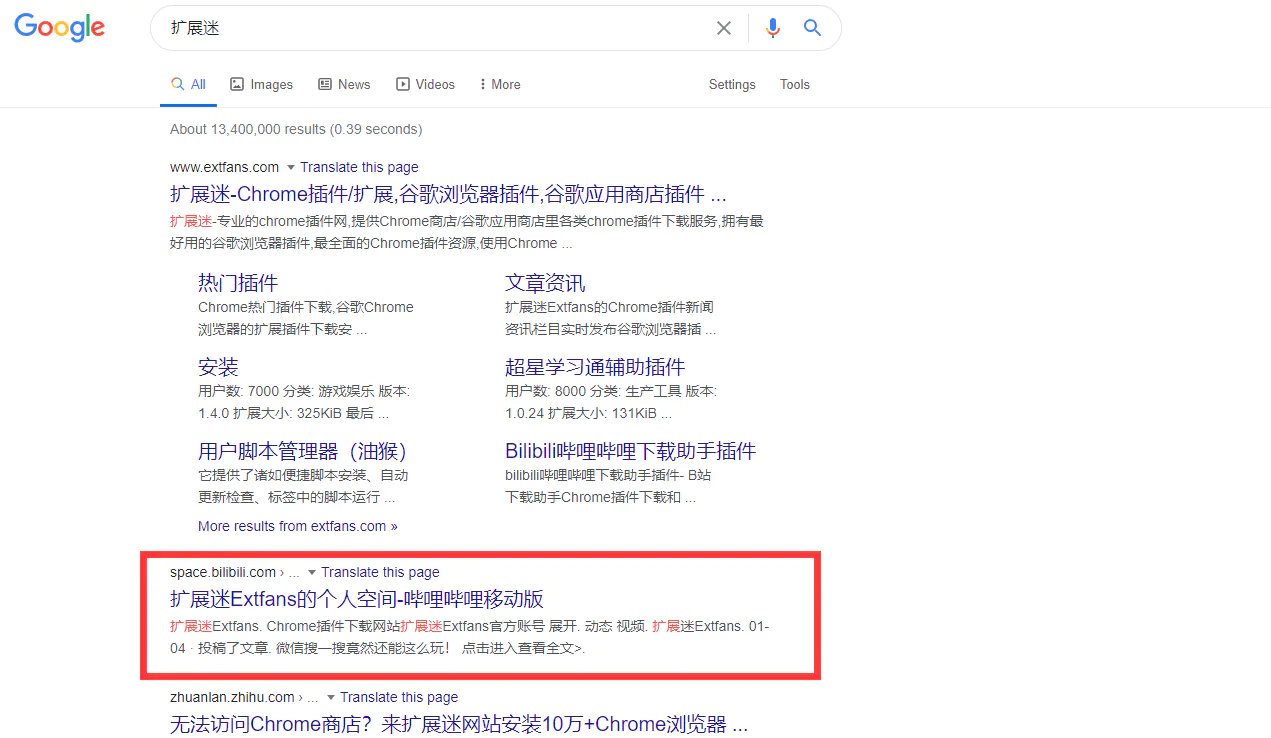 Google
扩展迷
All Images News Videos More Settings Tools
About 13,400,000 results (0.39 seconds)
www.extfans.com Translate this page
扩展迷-Chrome插件/扩展,谷歌浏览器插件,谷歌应用商店插件 ...
扩展迷-专业的chrome插件网,提供Chrome商店/谷歌应用商店里各类chrome插件下载服务,拥有最
好用的谷歌浏览器插件,最全面的Chrome插件资源,使用Chrome ...
热门插件
Chrome热门插件下载,谷歌Chrome
浏览器的扩展插件下载安 ...
文章资讯
扩展迷Extfans的Chrome插件新闻
资讯栏目实时发布谷歌浏览器插 ...
安装
用户数: 7000 分类: 游戏娱乐 版本:
1.4.0 扩展大小: 325KiB 最后 ...
超星学习通辅助插件
用户数: 8000 分类: 生产工具 版本:
1.0.24 扩展大小: 131KiB ...
用户脚本管理器（油猴）
它提供了诸如便捷脚本安装、自动
更新检查、标签中的脚本运行 ...
Bilibili哔哩哔哩下载助手插件
bilibili哔哩哔哩下载助手插件- B站
下载助手Chrome插件下载和 ...
More results from extfans.com »
space.bilibili.com › ... Translate this page
扩展迷Extfans的个人空间-哔哩哔哩移动版
扩展迷Extfans. Chrome插件下载网站扩展迷Extfans官方账号 展开. 动态 视频. 扩展迷Extfans. 01-
04 · 投稿了文章. 微信搜一搜竟然还能这么玩！ 点击进入查看全文>.
zhuanlan.zhihu.com › ... Translate this page
无法访问Chrome商店？来扩展迷网站安装10万+Chrome浏览器 ...